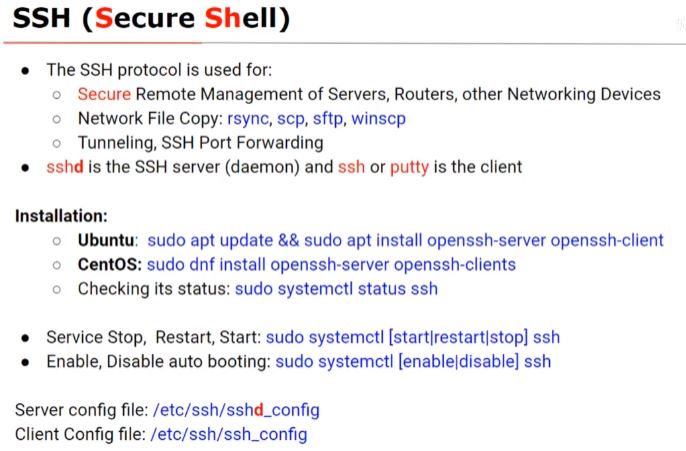 SSH (Secure Shell)
● The SSH protocol is used for:
○ Secure Remote Management of Servers, Routers, other Networking Devices
○ Network File Copy: rsync, scp, sftp, winscp
○ Tunneling, SSH Port Forwarding
● sshd is the SSH server (daemon) and ssh or putty is the client
Installation:
○ Ubuntu: sudo apt update && sudo apt install openssh-server openssh-client
○ CentOS: sudo dnf install openssh-server openssh-clients
○ Checking its status: sudo systemctl status ssh
● Service Stop, Restart, Start: sudo systemctl [start|restart|stop] ssh
● Enable, Disable auto booting: sudo systemctl [enable|disable] ssh
Server config file: /etc/ssh/sshd_config
Client Config file: /etc/ssh/ssh_config